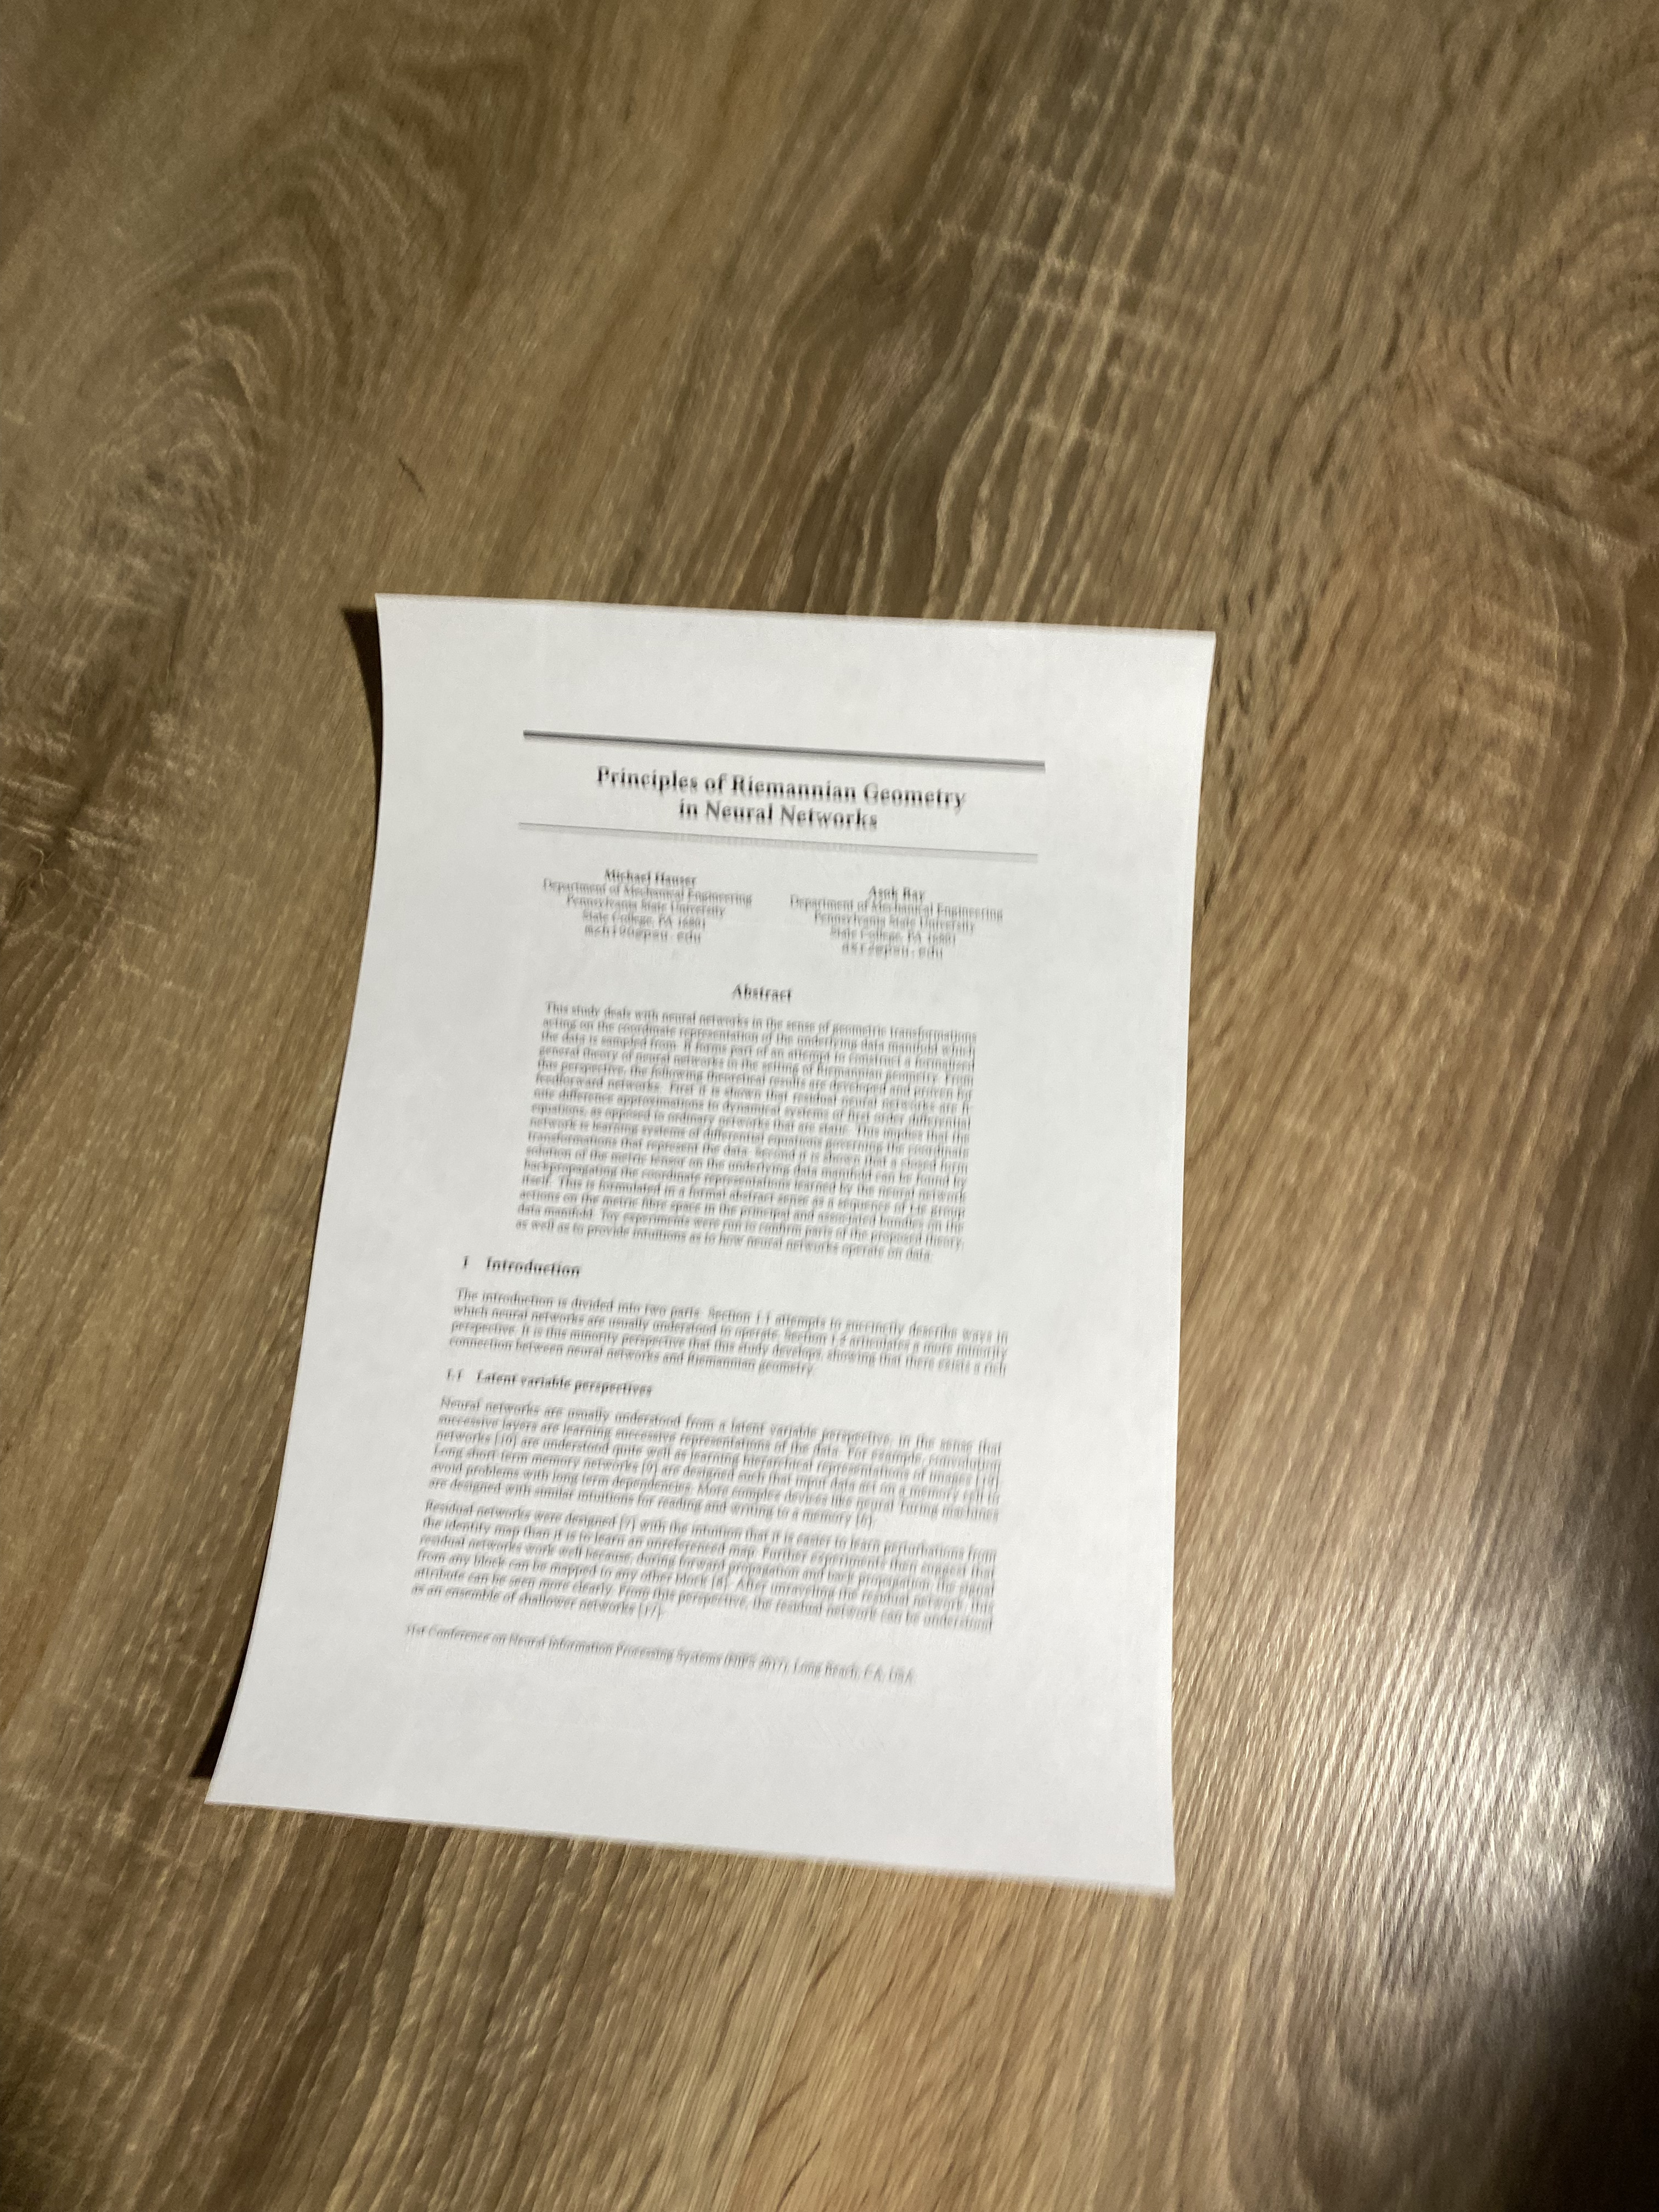 Principles of Riemannian Geometry
in Neural Networks
Michael Hauser
Department of Mechanical Engineering
Pennsylvania State University
State College, PA 16801
Asok Ray
Department of Mechanical Engineering
Pennsylvania State University
State College, PA 16801
Abstract
This study deals with neural networks in the sense of geometric transformations
acting on the coordinate representation of the underlying data manifold which
the data is sampled from. It forms part of an attempt to construct a formalised
general theory of neural networks in the setting of Riemannian geometry. From
this perspective, the following theoretical results are developed and proven for
feedforward networks. First it is shown that residual neural networks are fi-
nite difference approximations to dynamical systems of first order differential
equations, as opposed to ordinary networks that are static. This implies that the
network is learning systems of differential equations governing the coordinate
transformations that represent the data. Second it is shown that a closed form
solution of the metric tensor on the underlying data manifold can be found by
backpropagating the coordinate representations learned by the neural network
itself. This is formulated in a formal abstract sense as a sequence of Lie group
actions on the metric fibre space in the principal and associated bundles on the
data manifold. Toy experiments were run to confirm parts of the proposed theory,
as well as to provide intuitions as to how neural networks operate on data.
1 Introduction
The introduction is divided into two parts. Section 1.1 attempts to succinctly describe ways in
which neural networks are usually understood to operate. Section 1.2 articulates a more minority
perspective. It is this minority perspective that this study develops, showing that there exists a rich
connection between neural networks and Riemannian geometry.
1.1 Latent variable perspectives
Neural networks are usually understood from a latent variable perspective, in the sense that
successive layers are learning successive representations of the data. For example, convolution
networks [10] are understood quite well as learning hierarchical representations of images [19].
Long short-term memory networks [9] are designed such that input data act on a memory cell to
avoid problems with long term dependencies. More complex devices like neural Turing machines
are designed with similar intuitions for reading and writing to a memory [6].
Residual networks were designed [7] with the intuition that it is easier to learn perturbations from
the identity map than it is to learn an unreferenced map. Further experiments then suggest that
residual networks work well because, during forward propagation and back propagation, the signal
from any block can be mapped to any other block [8]. After unraveling the residual network, this
attribute can be seen more clearly. From this perspective, the residual network can be understood
as an ensemble of shallower networks [17].
31st Conference on Neural Information Processing Systems (NIPS 2017), Long Beach, CA, USA.